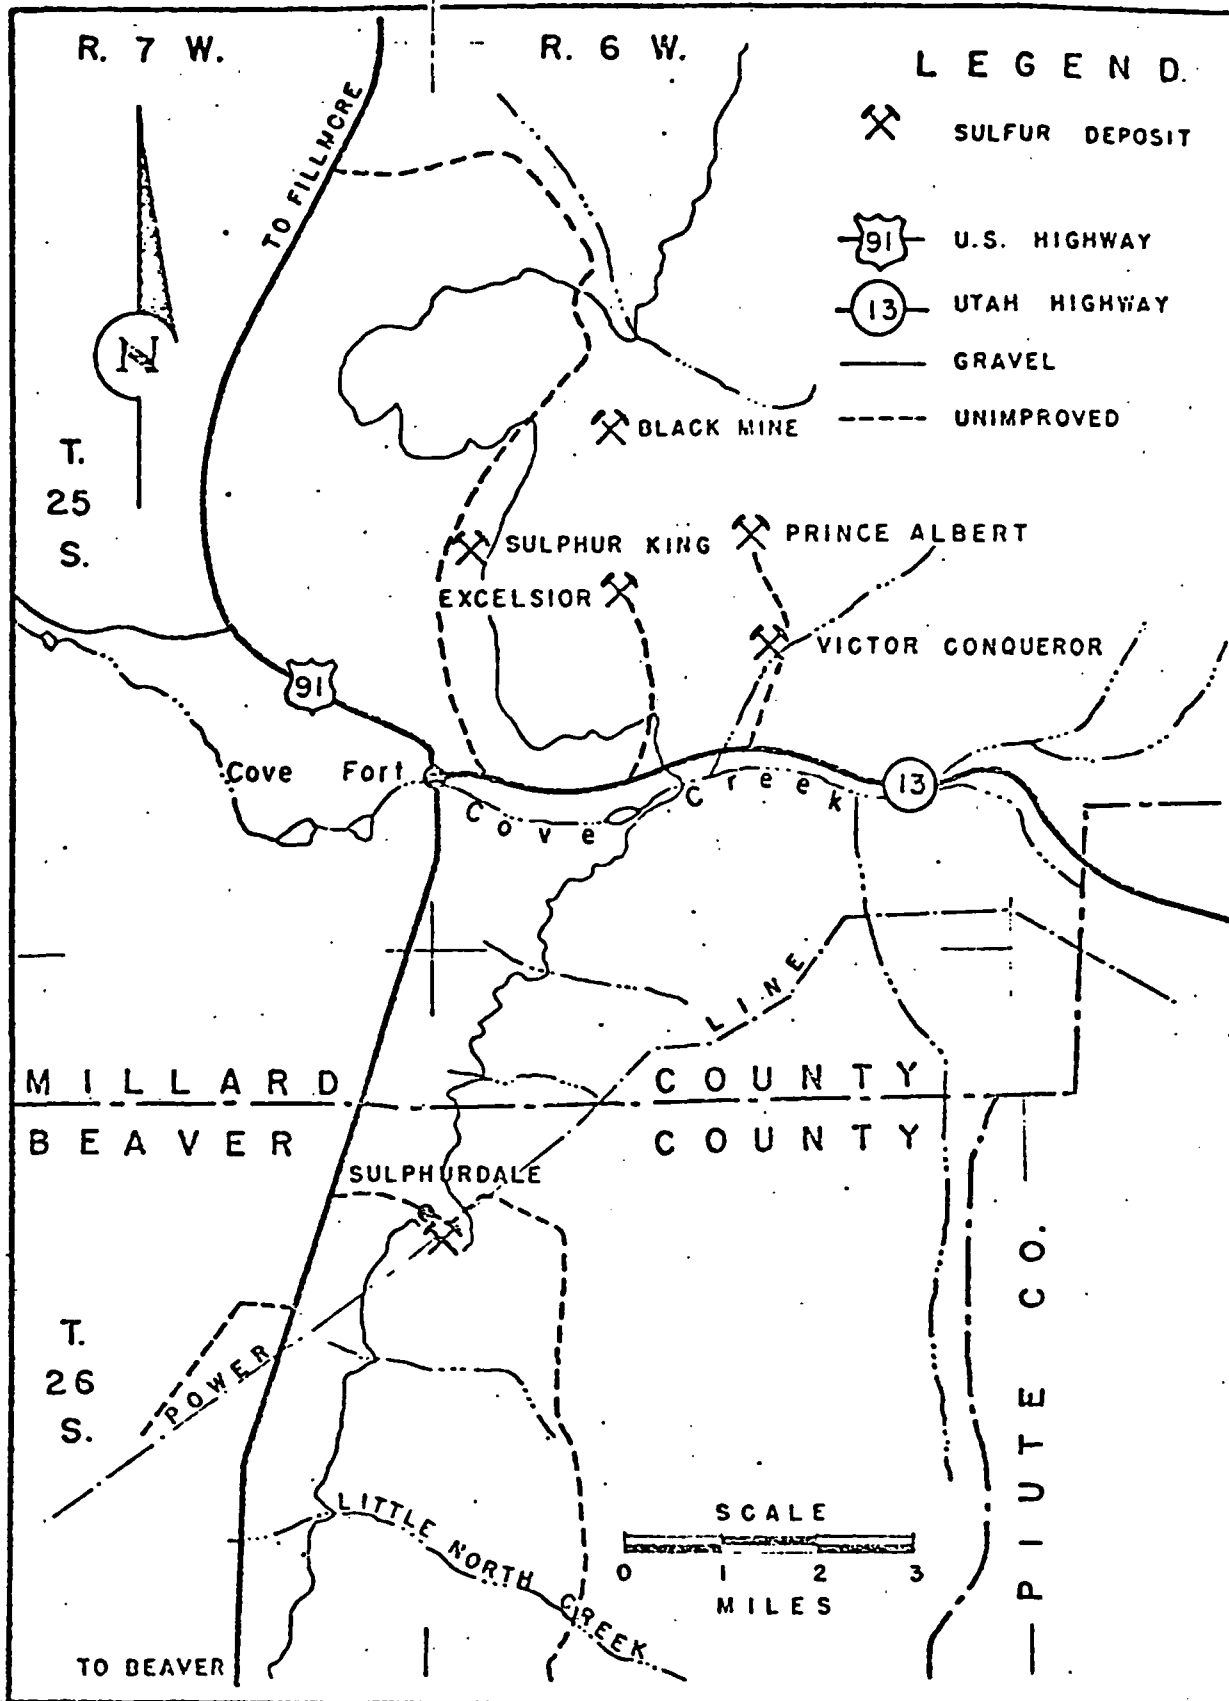 R. 7 W.
R. 6 W.
LEGEND
SULFUR DEPOSIT
91
U.S. HIGHWAY
13
UTAH HIGHWAY
GRAVEL
UNIMPROVED
TO FILLMORE
N
T.
25
S.
BLACK MINE
SULPHUR KING
PRINCE ALBERT
EXCELSIOR
VICTOR CONQUEROR
91
Cove Fort
13
Cove Creek
LINE
MILLARD COUNTY
BEAVER COUNTY
SULPHURDALE
PIUTE CO.
T.
26
S.
POWER
LITTLE NORTH CREEK
SCALE
0 1 2 3
MILES
TO BEAVER